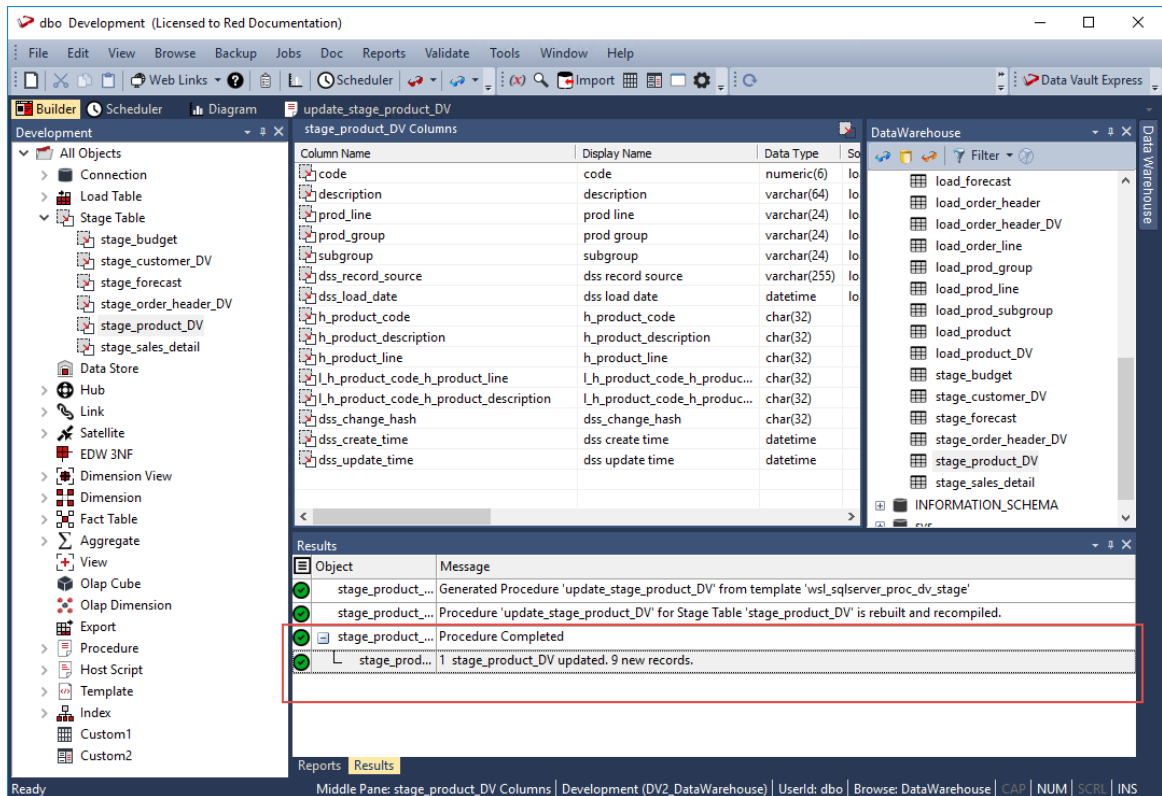 dbo Development (Licensed to Red Documentation)
File Edit View Browse Backup Jobs Doc Reports Validate Tools Window Help
Web Links Scheduler (x) Import Data Vault Express
Builder Scheduler Diagram update_stage_product_DV
Development
All Objects
Connection
Load Table
Stage Table
stage_budget
stage_customer_DV
stage_forecast
stage_order_header_DV
stage_product_DV
stage_sales_detail
Data Store
Hub
Link
Satellite
EDW 3NF
Dimension View
Dimension
Fact Table
Aggregate
View
Olap Cube
Olap Dimension
Export
Procedure
Host Script
Template
Index
Custom1
Custom2
stage_product_DV Columns
Column Name Display Name Data Type So
code code numeric(6) lo
description description varchar(64) lo
prod_line prod line varchar(24) lo
prod_group prod group varchar(24) lo
subgroup subgroup varchar(24) lo
dss_record_source dss record source varchar(255) lo
dss_load_date dss load date datetime lo
h_product_code h_product_code char(32)
h_product_description h_product_description char(32)
h_product_line h_product_line char(32)
l_h_product_code_h_product_line l_h_product_code_h_produc... char(32)
l_h_product_code_h_product_description l_h_product_code_h_produc... char(32)
dss_change_hash dss_change_hash char(32)
dss_create_time dss create time datetime
dss_update_time dss update time datetime
DataWarehouse
Filter
load_forecast
load_order_header
load_order_header_DV
load_order_line
load_prod_group
load_prod_line
load_prod_subgroup
load_product
load_product_DV
stage_budget
stage_customer_DV
stage_forecast
stage_order_header_DV
stage_product_DV
stage_sales_detail
INFORMATION_SCHEMA
sys
Data Warehouse
Results
Object Message
stage_product_... Generated Procedure 'update_stage_product_DV' from template 'wsl_sqlserver_proc_dv_stage'
stage_product_... Procedure 'update_stage_product_DV' for Stage Table 'stage_product_DV' is rebuilt and recompiled.
stage_product_... Procedure Completed
stage_prod... 1 stage_product_DV updated. 9 new records.
Reports Results
Ready Middle Pane: stage_product_DV Columns Development (DV2_DataWarehouse) UserId: dbo Browse: DataWarehouse CAP NUM SCRL INS